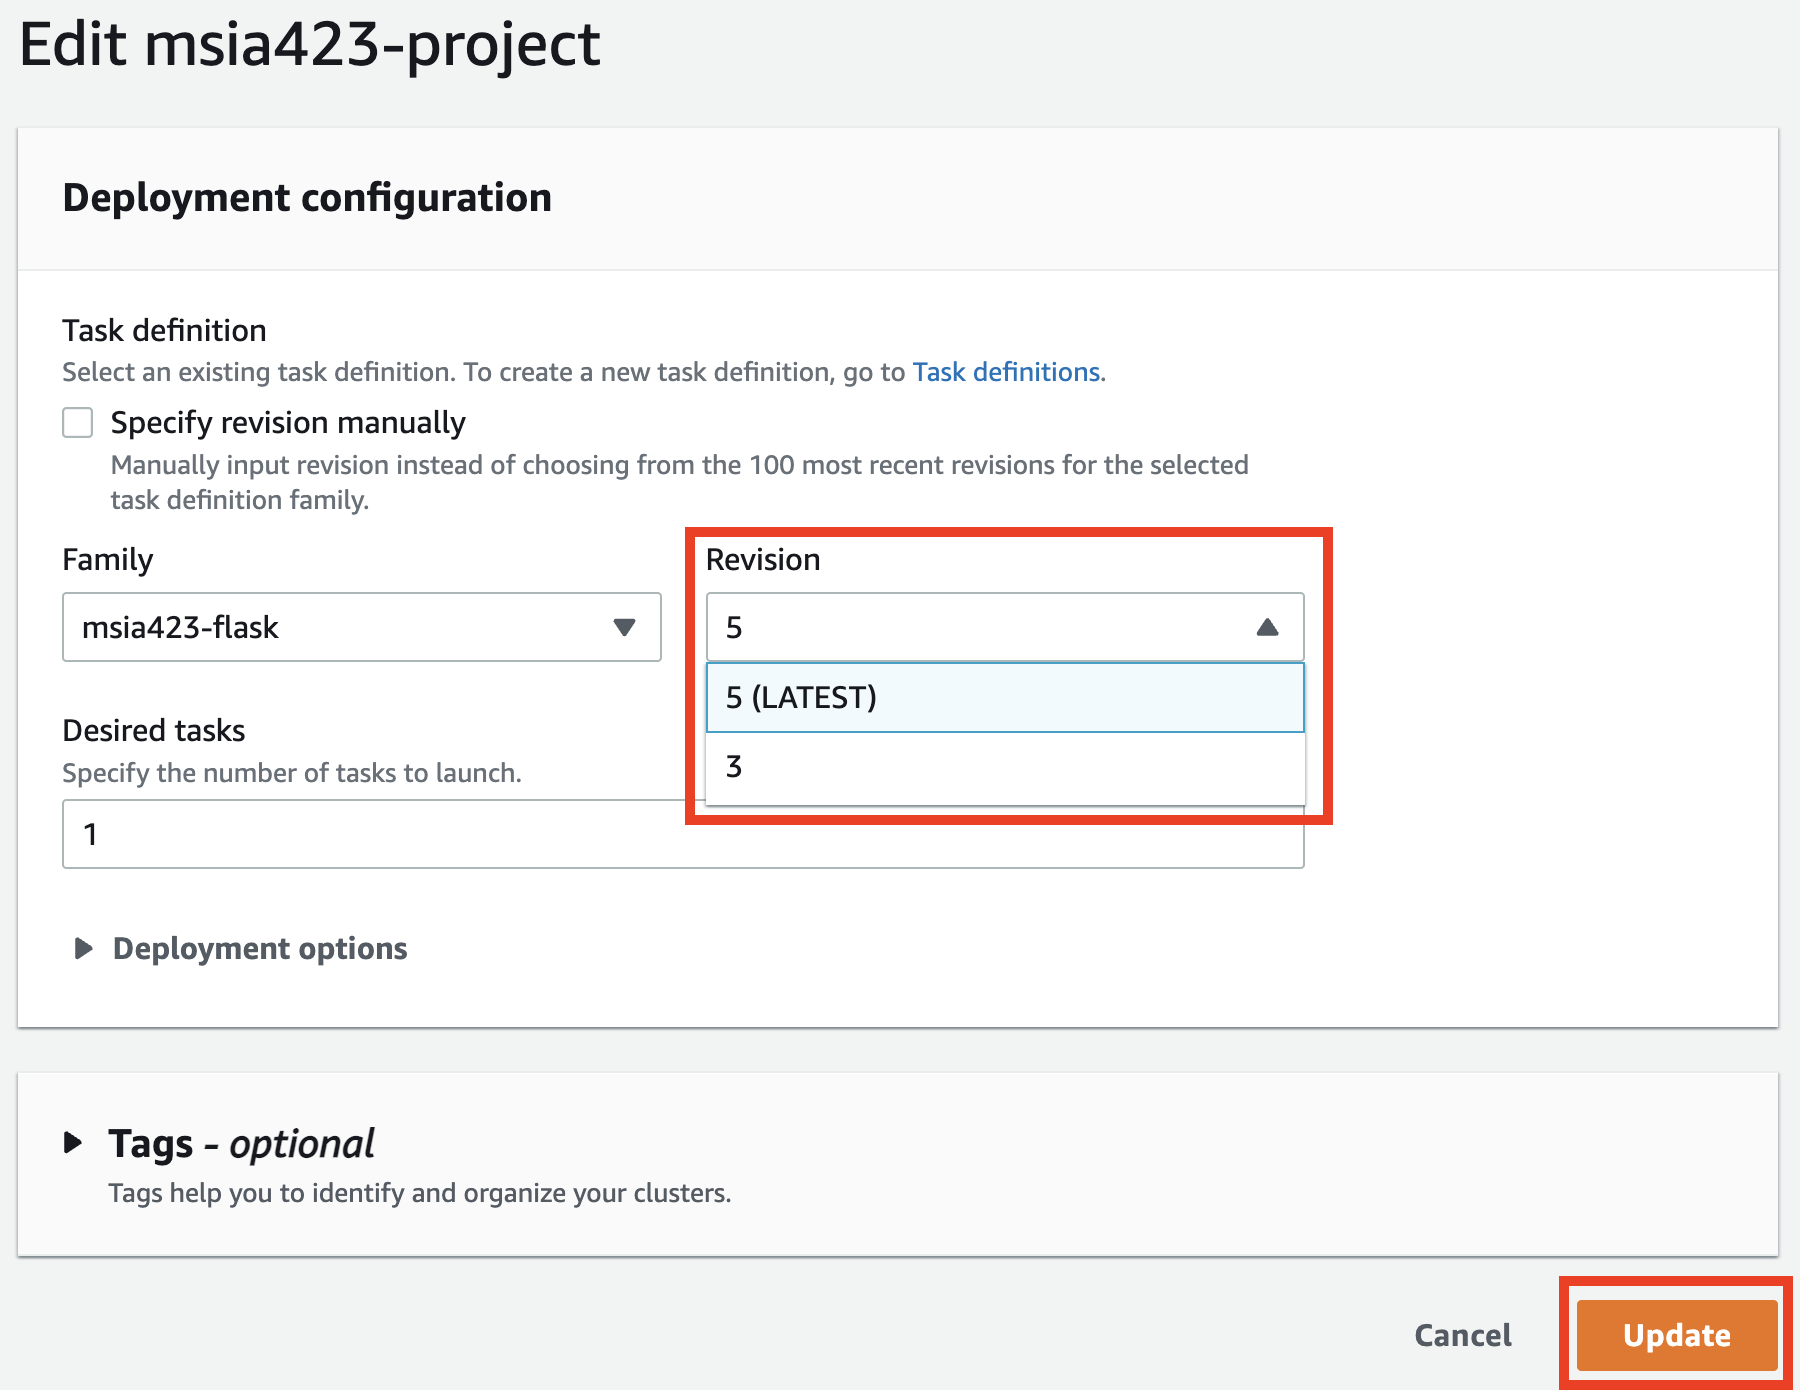 Edit msia423-project
Deployment configuration
Task definition
Select an existing task definition. To create a new task definition, go to Task definitions.
Specify revision manually
Manually input revision instead of choosing from the 100 most recent revisions for the selected
task definition family.
Family
Revision
msia423-flask
5
5 (LATEST)
3
Desired tasks
Specify the number of tasks to launch.
1
Deployment options
Tags - optional
Tags help you to identify and organize your clusters.
Cancel
Update